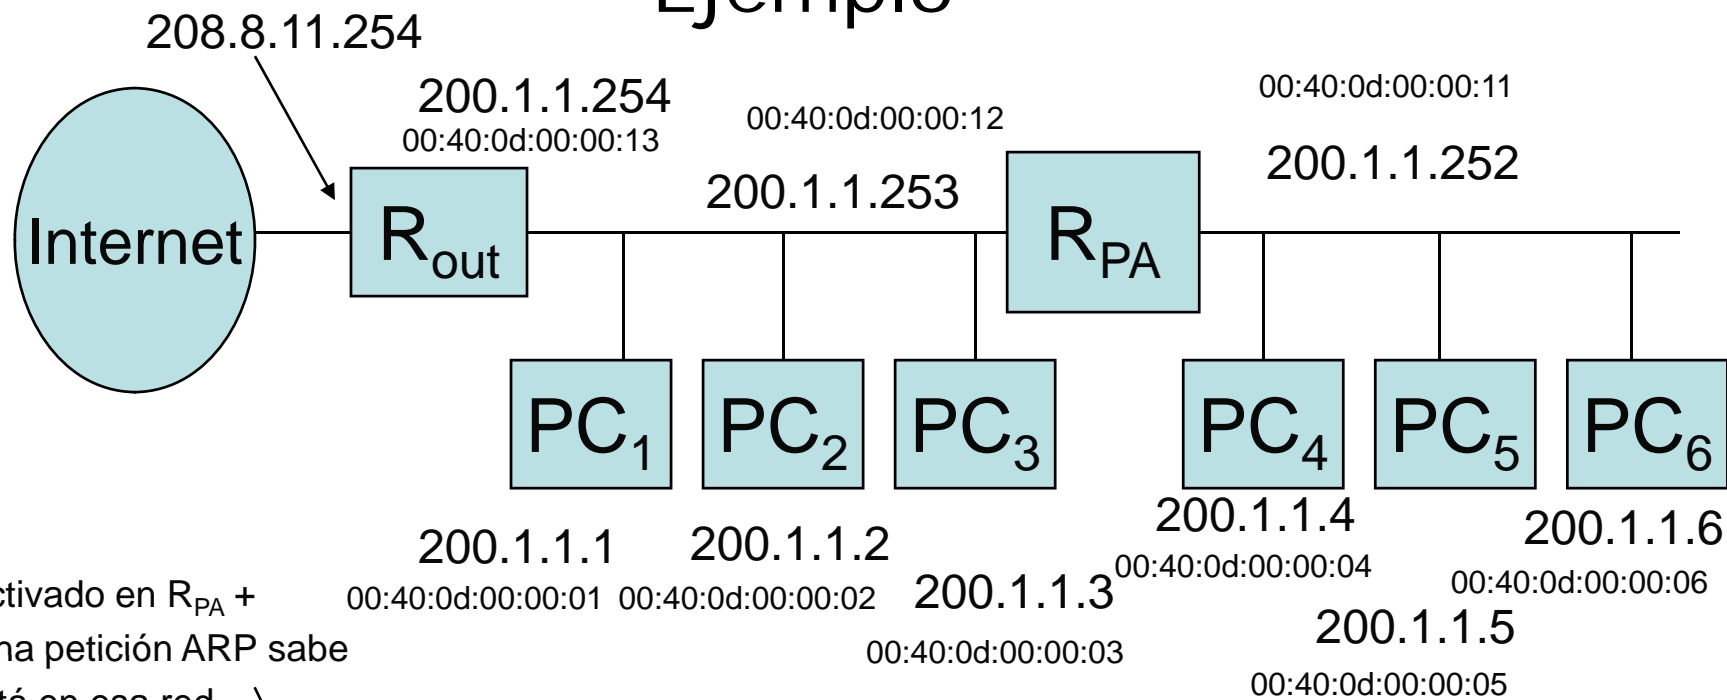 Ejemplo
208.8.11.254
200.1.1.254
00:40:0d:00:00:13
00:40:0d:00:00:12
200.1.1.253
00:40:0d:00:00:11
200.1.1.252
Internet
Rout
RPA
PC1
PC2
PC3
PC4
PC5
PC6
200.1.1.1
00:40:0d:00:00:01
200.1.1.2
00:40:0d:00:00:02
200.1.1.3
00:40:0d:00:00:03
200.1.1.4
00:40:0d:00:00:04
200.1.1.5
00:40:0d:00:00:05
200.1.1.6
00:40:0d:00:00:06
en RPA +
petición ARP sabe
en esa red